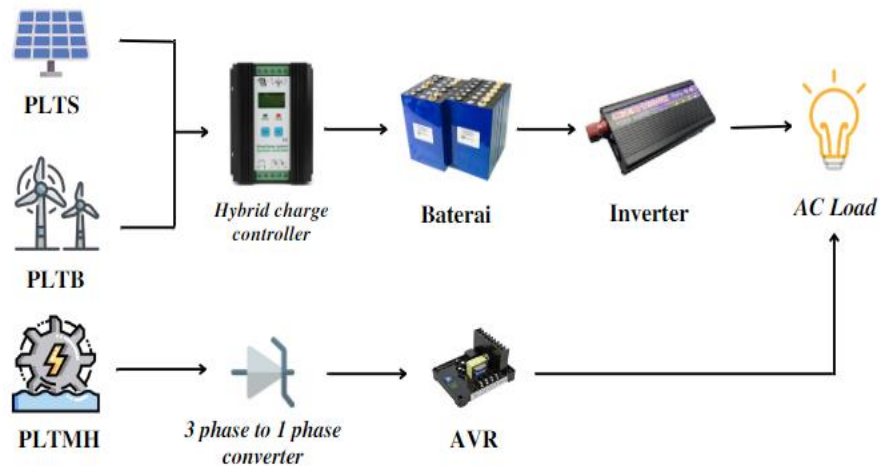 PLTS
Hybrid charge
controller
Baterai
Inverter
AC Load
PLTB
PLTMH
3 phase to 1 phase
converter
AVR